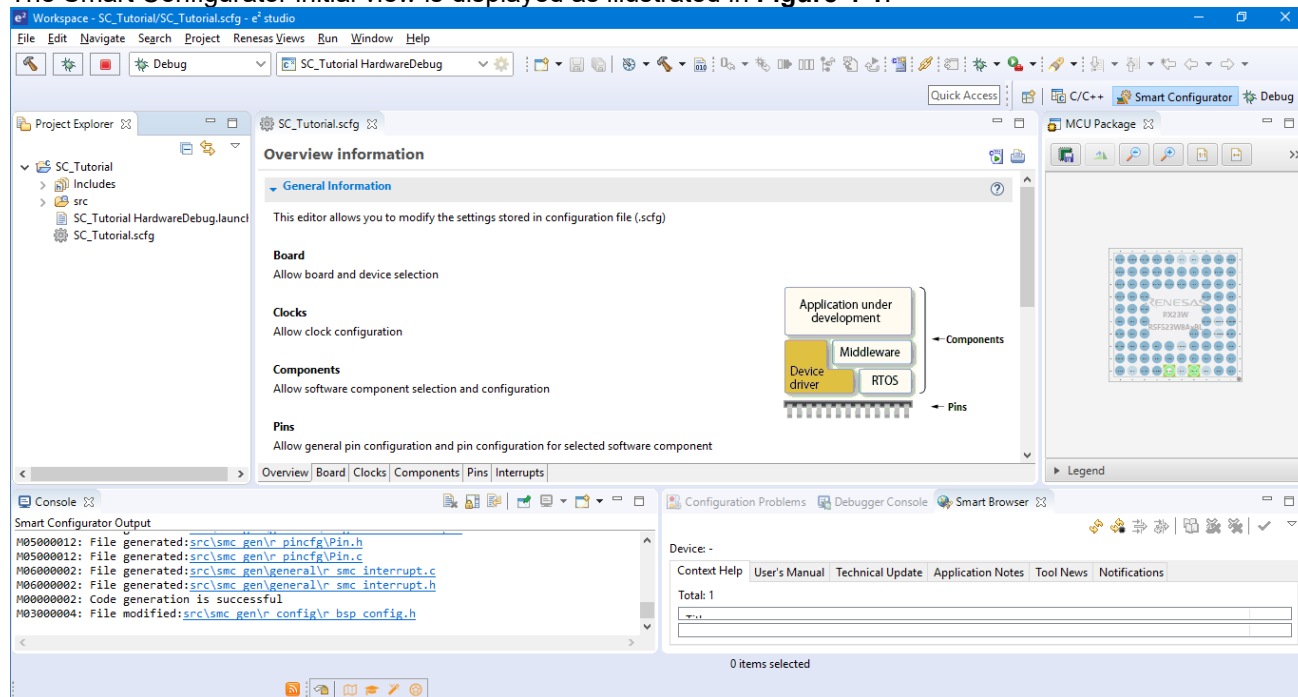 The Smart Configurator initial view is displayed as illustrated in
Workspace - SC_Tutorial/SC_Tutorial.scfg - e² studio
File Edit Navigate Search Project Renesas Views Run Window Help
Debug
SC_Tutorial HardwareDebug
Quick Access
C/C++
Smart Configurator
Debug
Project Explorer
SC_Tutorial
Includes
src
SC_Tutorial HardwareDebug.launch
SC_Tutorial.scfg
SC_Tutorial.scfg
Overview information
General Information
This editor allows you to modify the settings stored in configuration file (.scfg)
Board
Allow board and device selection
Clocks
Allow clock configuration
Components
Allow software component selection and configuration
Pins
Allow general pin configuration and pin configuration for selected software component
Application under
development
Middleware
Device
driver
RTOS
Components
Pins
Overview Board Clocks Components Pins Interrupts
MCU Package
RENESAS
RX23W
Legend
Console
Smart Configurator Output
M05000012: File generated:src\smc_gen\r_pincfg\Pin.h
M05000012: File generated:src\smc_gen\r_pincfg\Pin.c
M06000002: File generated:src\smc_gen\general\r_smc_interrupt.c
M06000002: File generated:src\smc_gen\general\r_smc_interrupt.h
M00000002: Code generation is successful
M03000004: File modified:src\smc_gen\r_config\r_bsp_config.h
Configuration Problems
Debugger Console
Smart Browser
Device: -
Context Help User's Manual Technical Update Application Notes Tool News Notifications
Total: 1
0 items selected